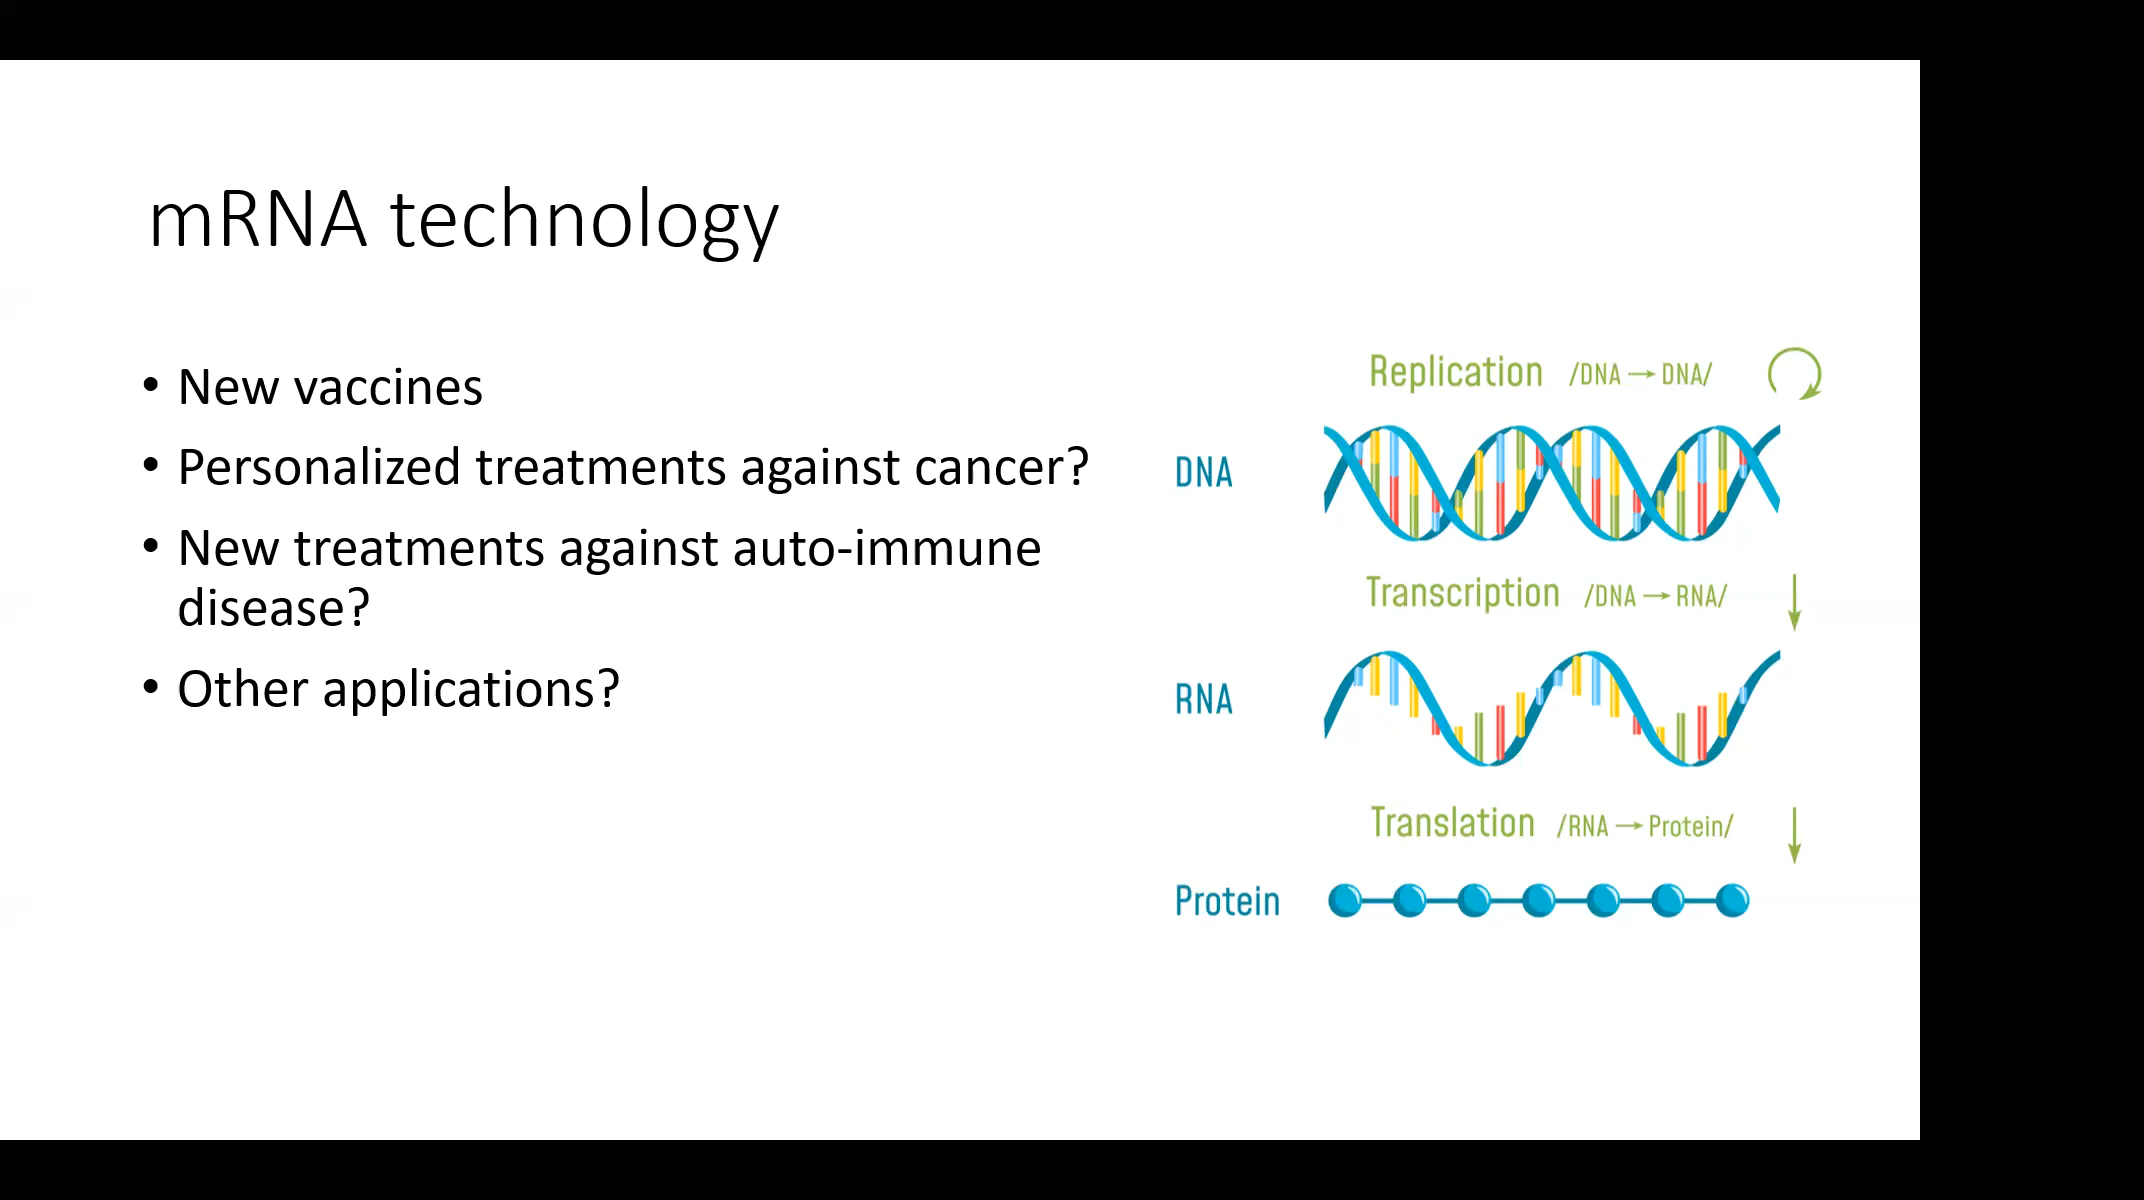 mRNA technology
• New vaccines
• Personalized treatments against cancer?
• New treatments against auto-immune
disease?
• Other applications?
Replication /DNA → DNA/
DNA
Transcription /DNA → RNA/
RNA
Translation /RNA → Protein/
Protein